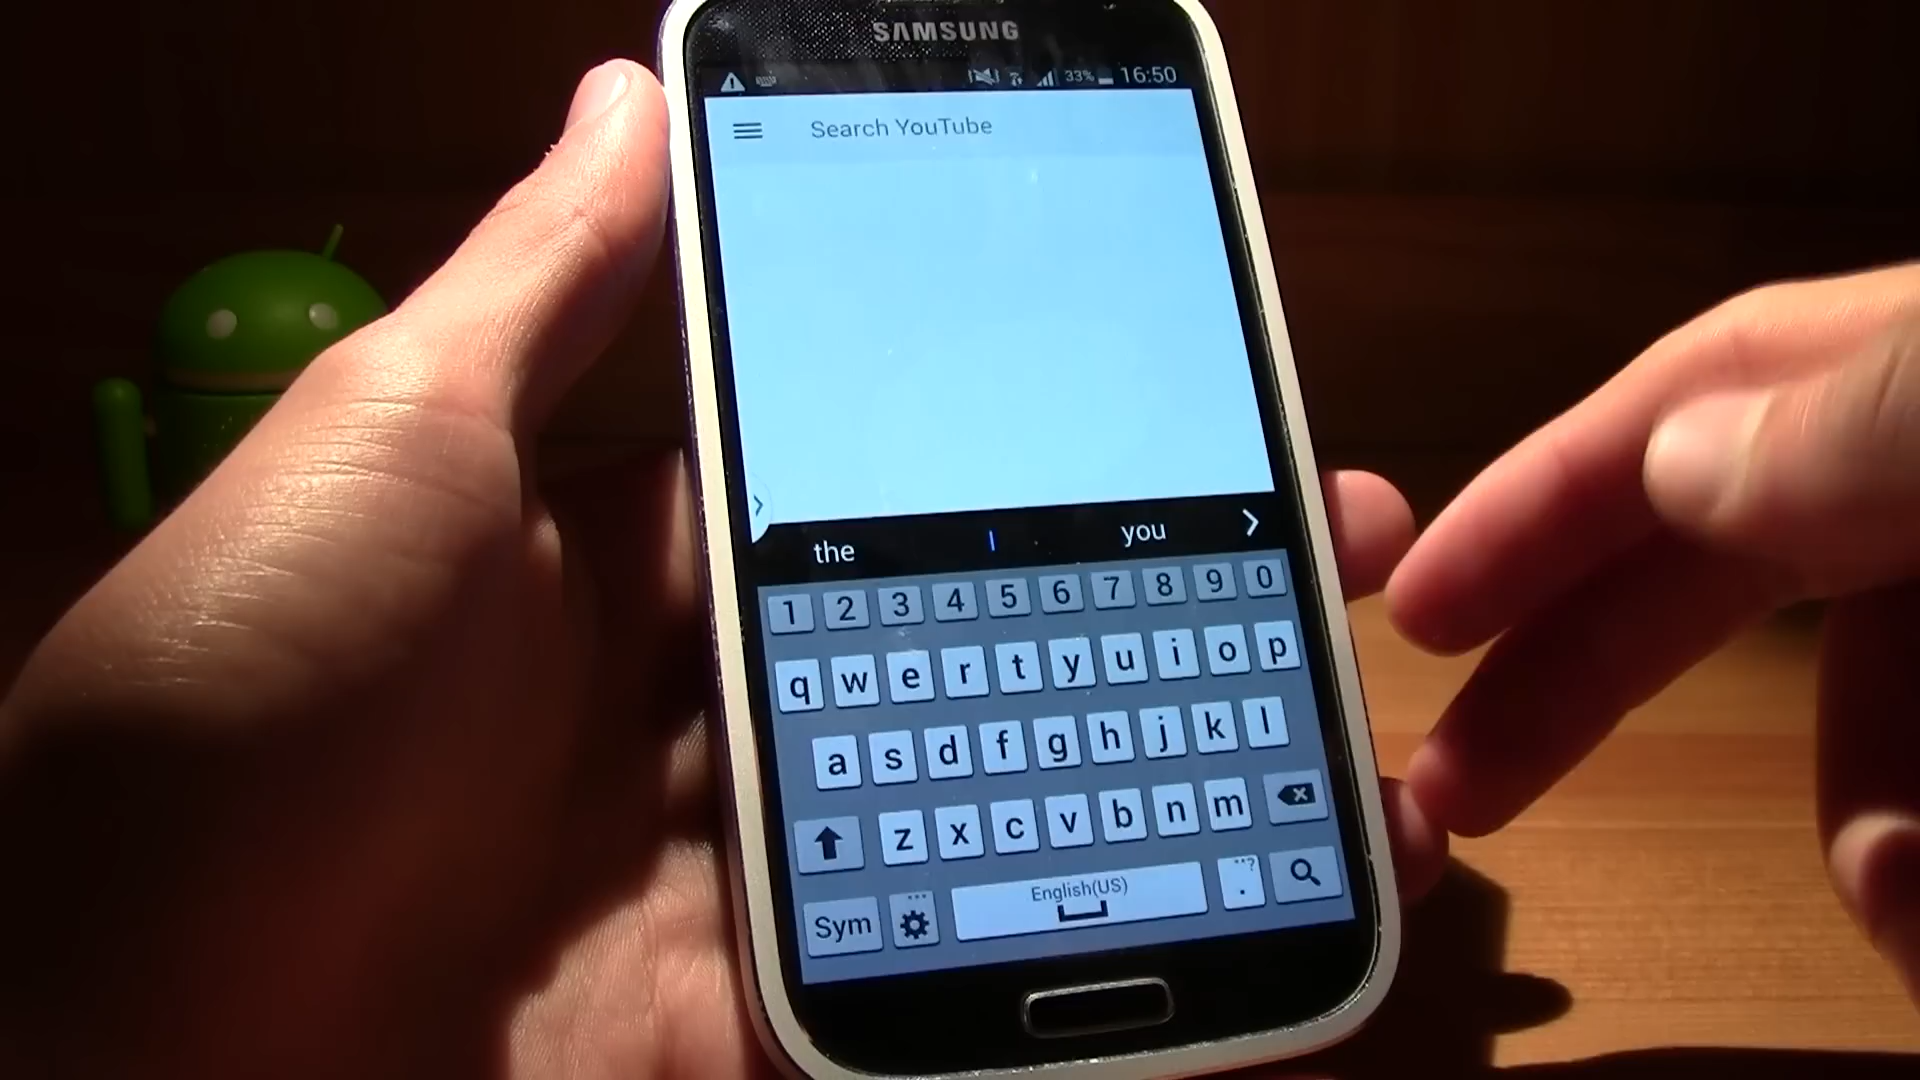 SAMSUNG
33% 16:50
Search YouTube
the I you
1 2 3 4 5 6 7 8 9 0
q w e r t y u i o p
a s d f g h j k l
z x c v b n m
Sym English(US) . ?